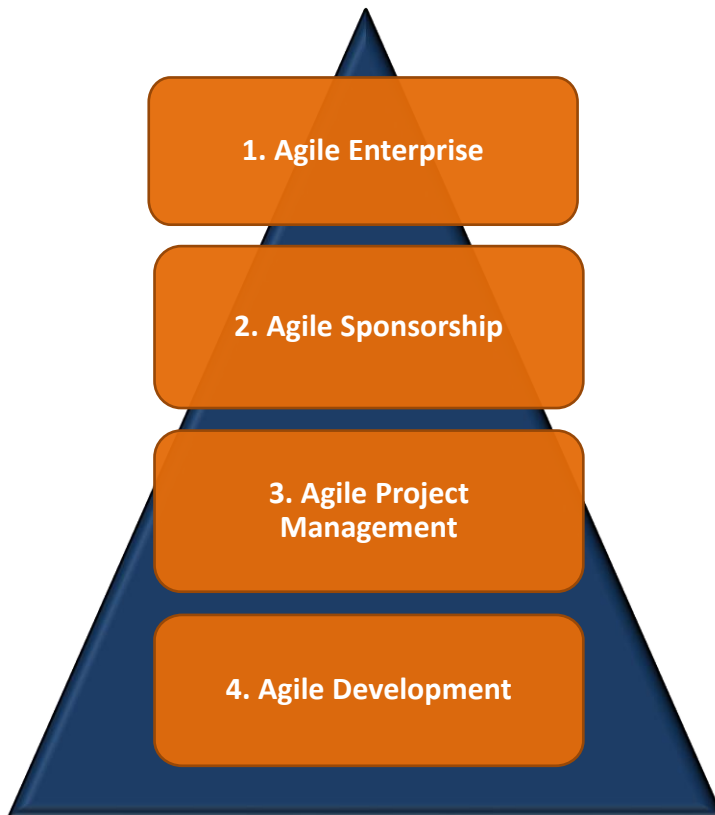 1. Agile Enterprise
2. Agile Sponsorship
3. Agile Project
Management
4. Agile Development